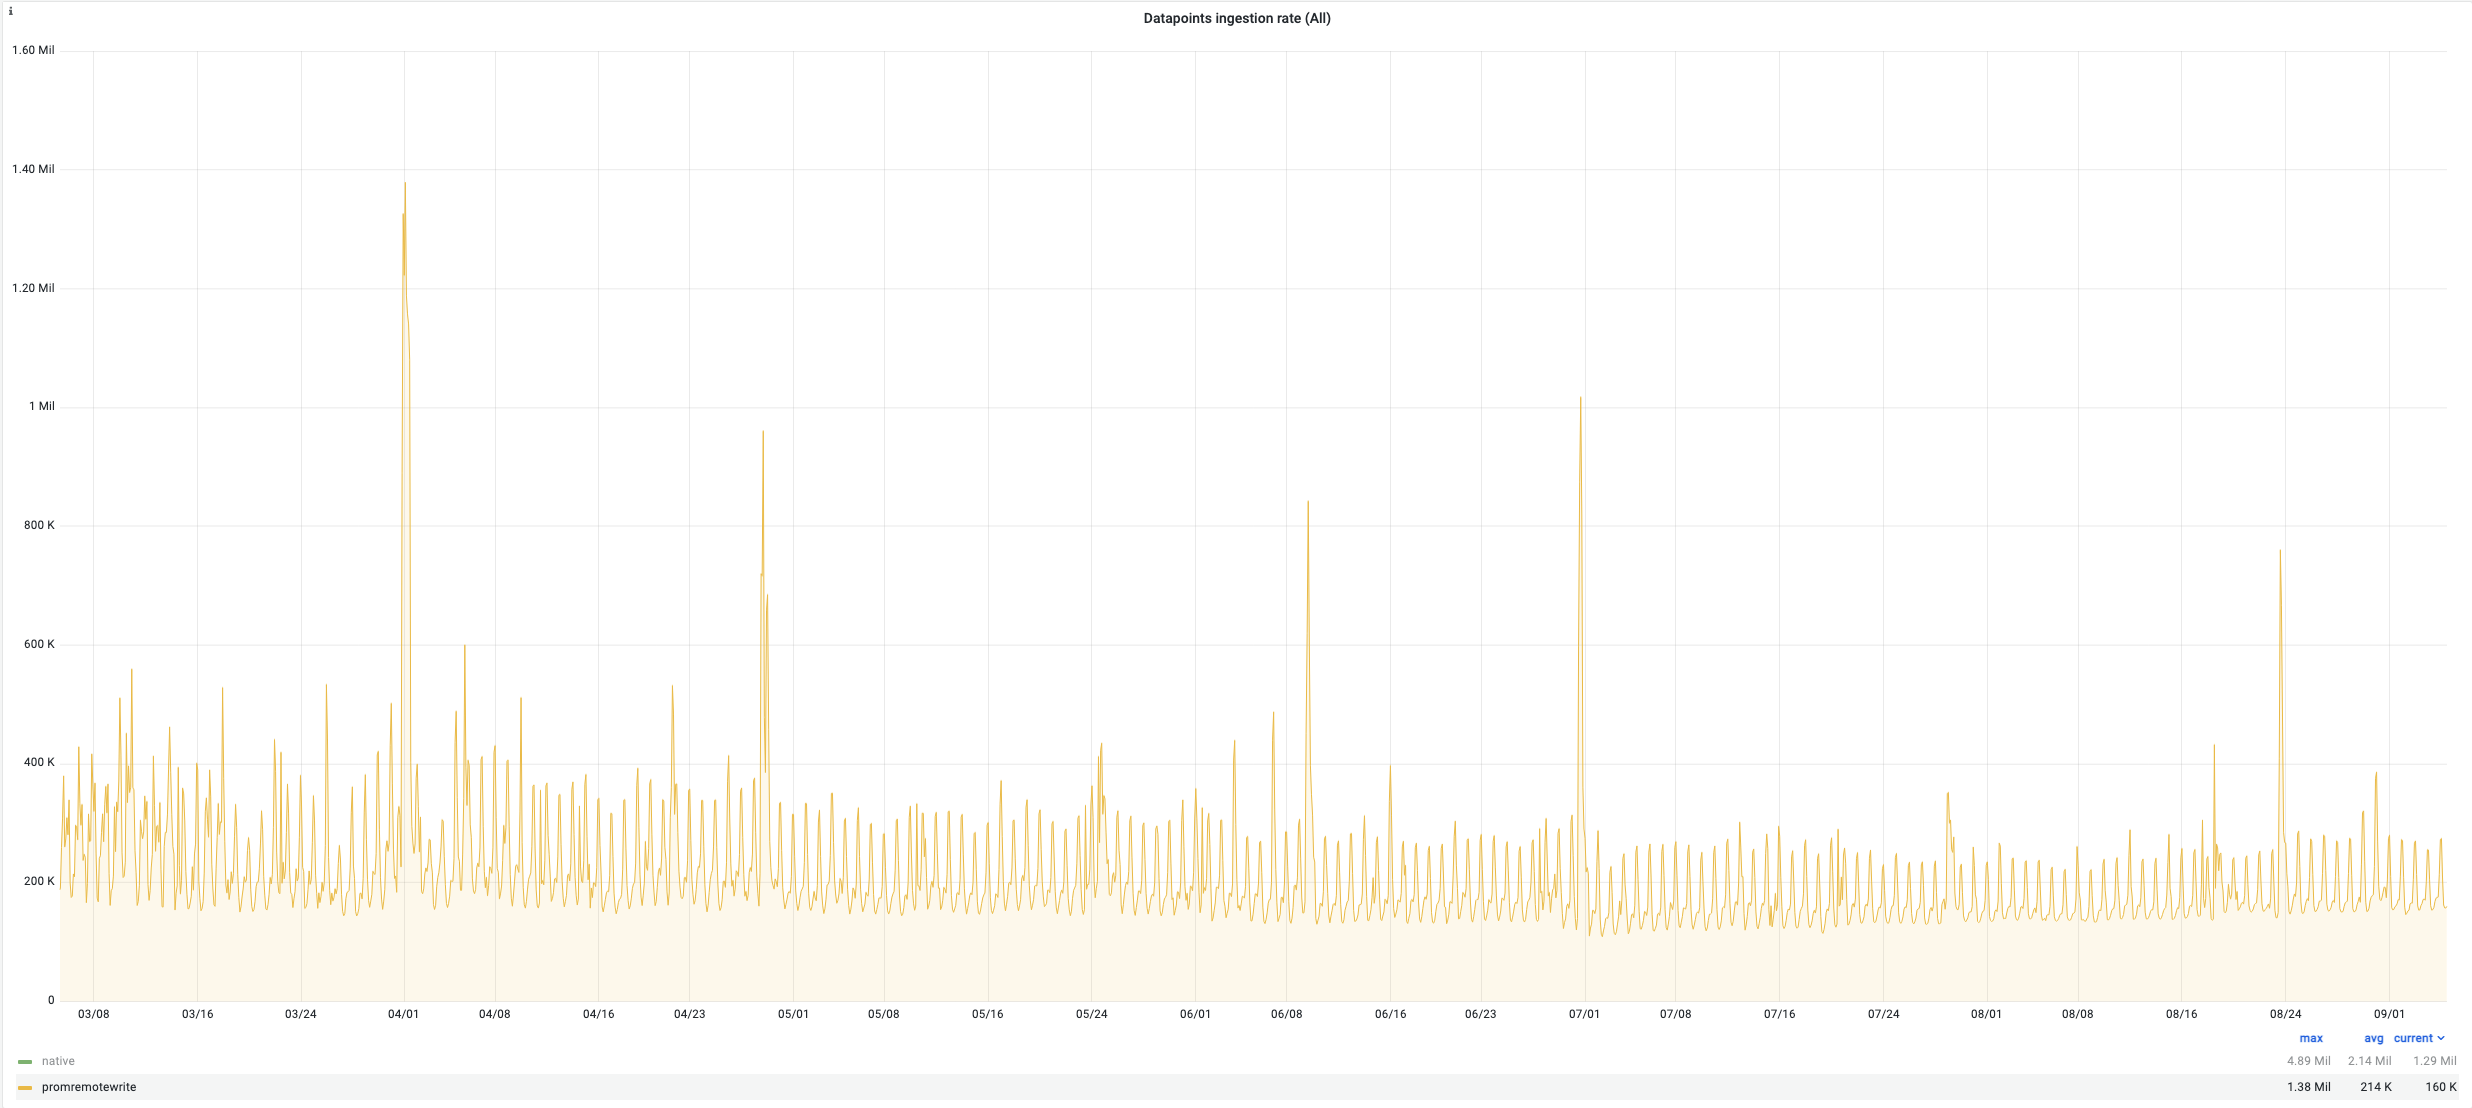 i
Datapoints ingestion rate (All)
1.60 Mil
1.40 Mil
1.20 Mil
1 Mil
800 K
600 K
400 K
200 K
0
03/08 03/16 03/24 04/01 04/08 04/16 04/23 05/01 05/08 05/16 05/24 06/01 06/08 06/16 06/23 07/01 07/08 07/16 07/24 08/01 08/08 08/16 08/24 09/01
max avg current
native 4.89 Mil 2.14 Mil 1.29 Mil
promremotewrite 1.38 Mil 214 K 160 K